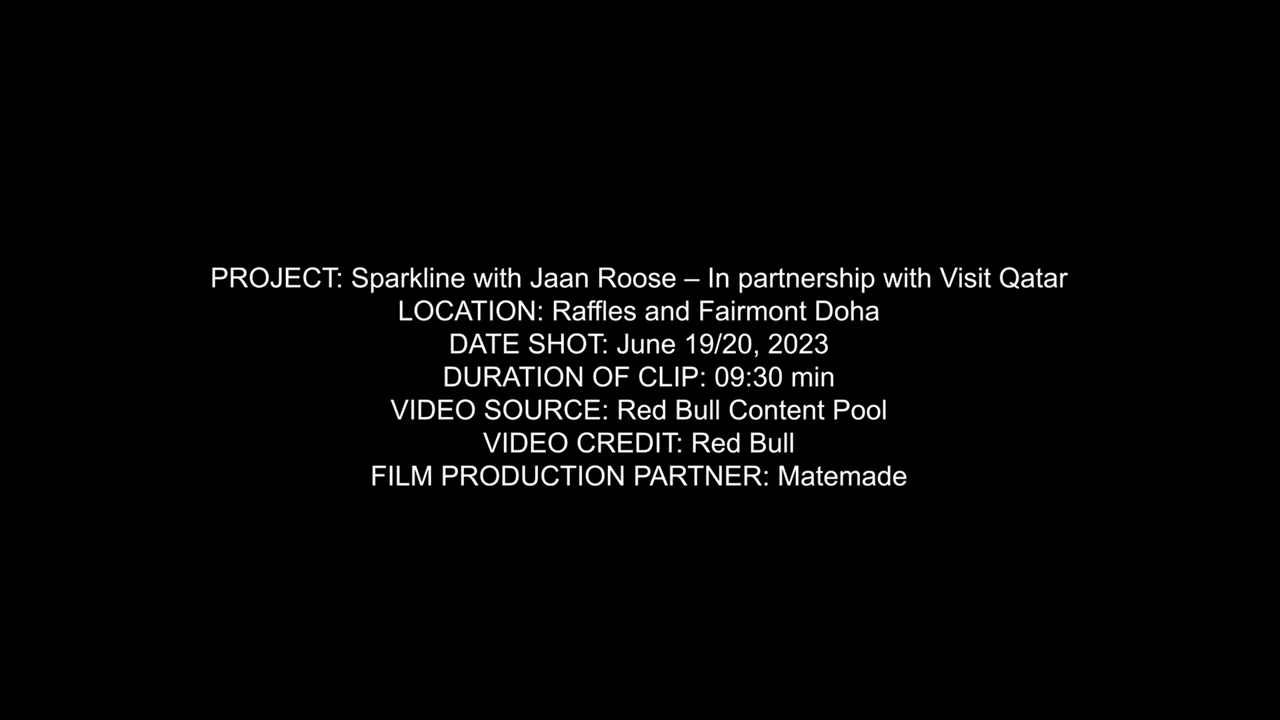 PROJECT: Sparkline with Jaan Roose – In partnership with Visit Qatar
LOCATION: Raffles and Fairmont Doha
DATE SHOT: June 19/20, 2023
DURATION OF CLIP: 09:30 min
VIDEO SOURCE: Red Bull Content Pool
VIDEO CREDIT: Red Bull
FILM PRODUCTION PARTNER: Matemade